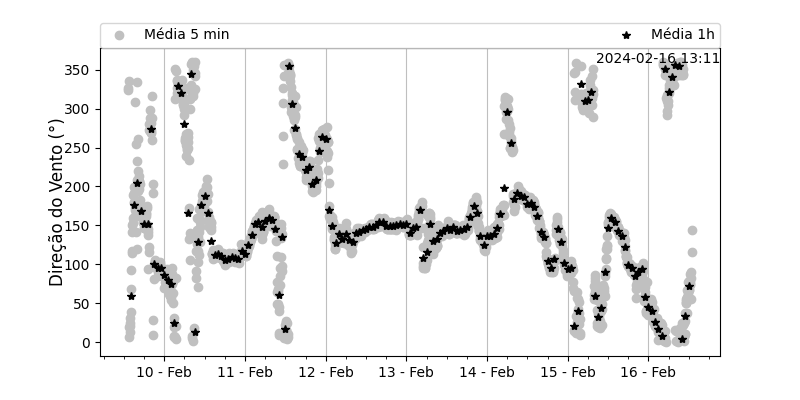 Média 5 min
Média 1h
2024-02-16 13:11
Direção do Vento (°)
350
300
250
200
150
100
50
0
10 - Feb
11 - Feb
12 - Feb
13 - Feb
14 - Feb
15 - Feb
16 - Feb